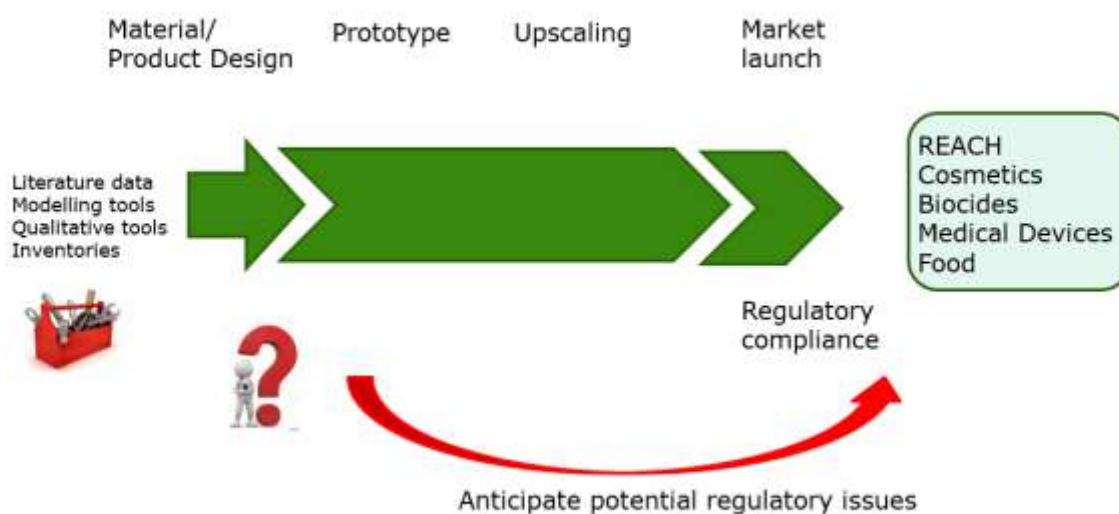 Material/
Product Design
Prototype
Upscaling
Market
launch
Literature data
Modelling tools
Qualitative tools
Inventories
REACH
Cosmetics
Biocides
Medical Devices
Food
Regulatory
compliance
Anticipate potential regulatory issues